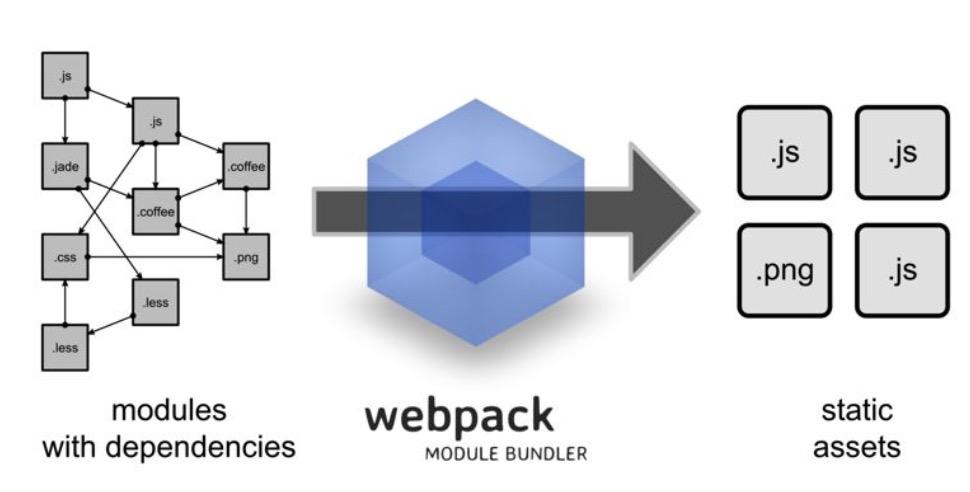 .js
.js
.jade
.coffee
.coffee
.css
.png
.less
.less
modules
with dependencies
webpack
MODULE BUNDLER
.js
.js
.png
.js
static
assets